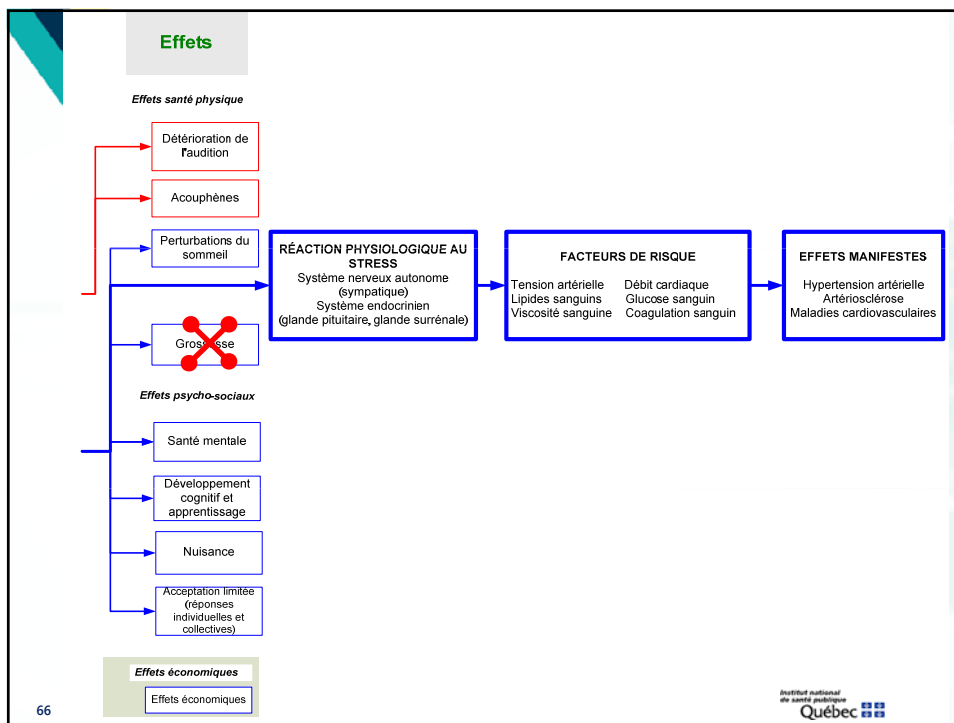 Effets
Effets santé physique
Détérioration de
l'audition
Acouphènes
Perturbations du
sommeil
Grossesse
RÉACTION PHYSIOLOGIQUE AU
STRESS
Système nerveux autonome
(sympatique)
Système endocrinien
(glande pituitaire, glande surrénale)
FACTEURS DE RISQUE
Tension artérielle Débit cardiaque
Lipides sanguins Glucose sanguin
Viscosité sanguine Coagulation sanguin
EFFETS MANIFESTES
Hypertension artérielle
Artériosclérose
Maladies cardiovasculaires
Effets psycho-sociaux
Santé mentale
Développement
cognitif et
apprentissage
Nuisance
Acceptation limitée
(réponses
individuelles et
collectives)
Effets économiques
Effets économiques
66
Institut national
de santé publique
Québec